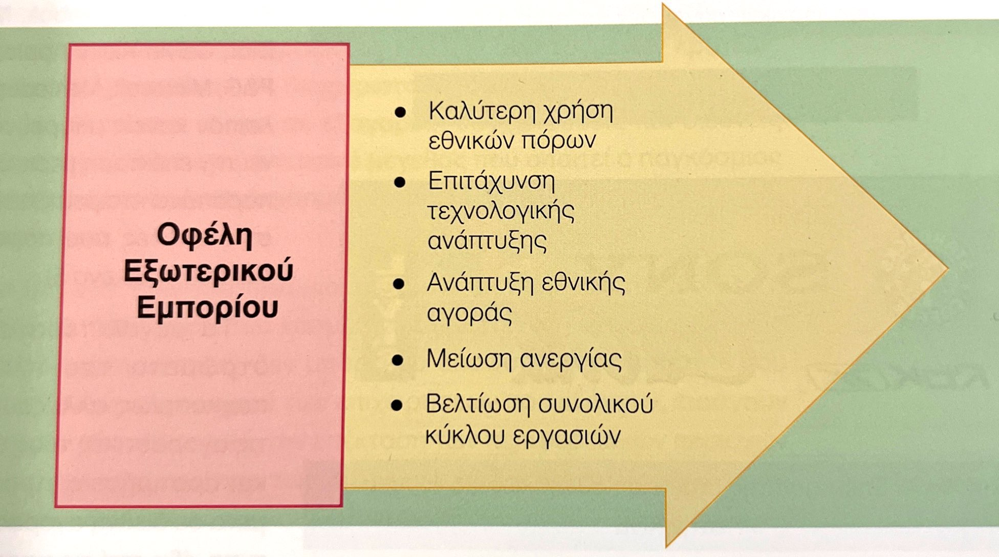 Οφέλη
Εξωτερικού
Εμπορίου
● Καλύτερη χρήση
εθνικών πόρων
● Επιτάχυνση
τεχνολογικής
ανάπτυξης
● Ανάπτυξη εθνικής
αγοράς
● Μείωση ανεργίας
● Βελτίωση συνολικού
κύκλου εργασιών